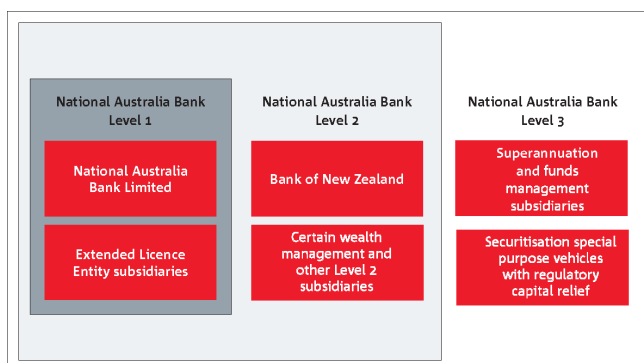 National Australia Bank
Level 1
National Australia
Bank Limited
Extended Licence
Entity subsidiaries
National Australia Bank
Level 2
Bank of New Zealand
Certain wealth
management and
other Level 2
subsidiaries
National Australia Bank
Level 3
Superannuation
and funds
management
subsidiaries
Securitisation special
purpose vehicles
with regulatory
capital relief